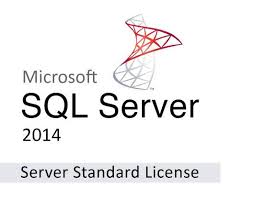 Microsoft
SQL Server
2014
Server Standard License